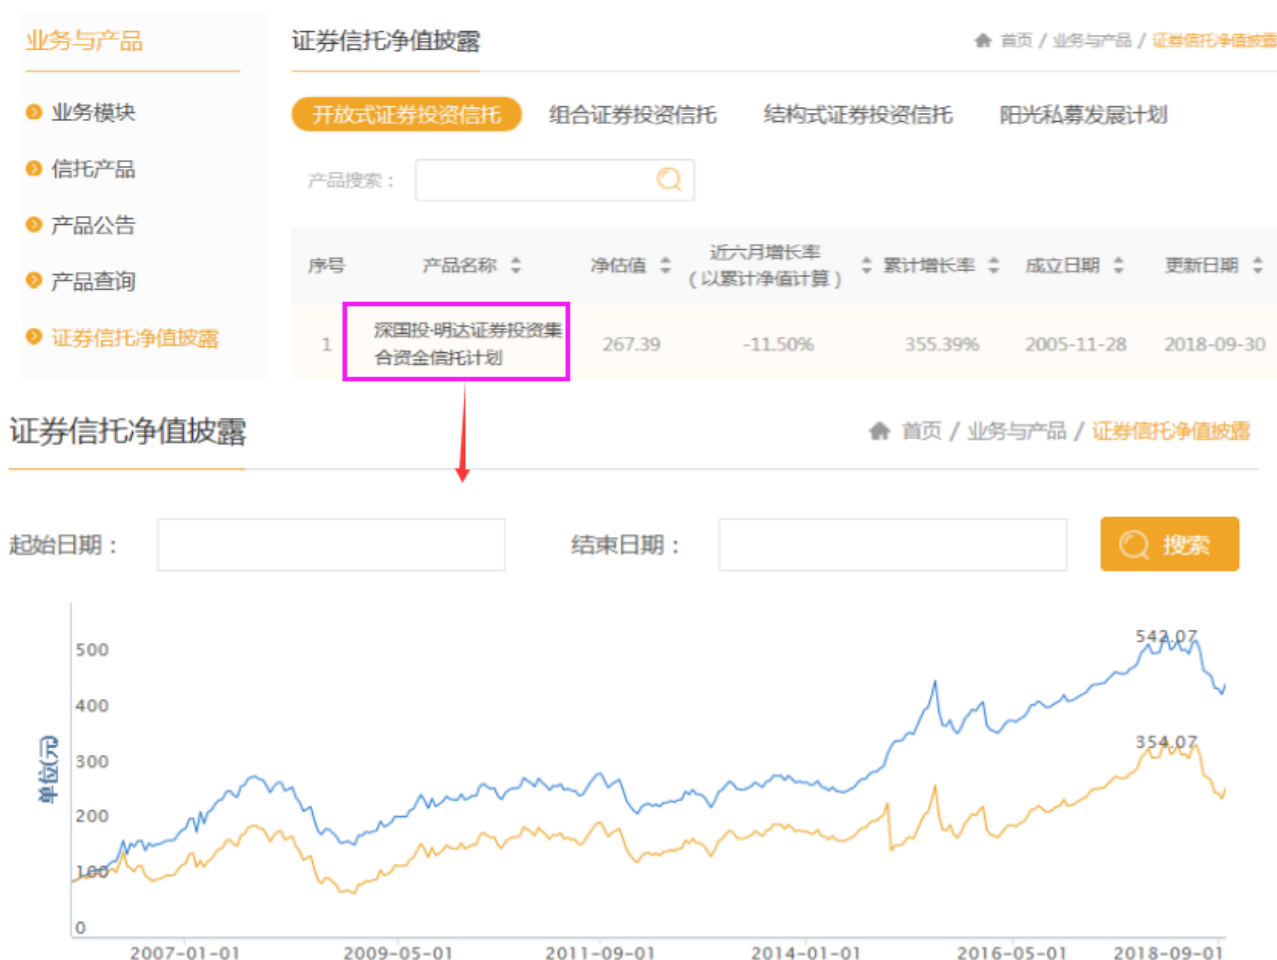 业务与产品
业务模块
信托产品
产品公告
产品查询
证券信托净值披露
证券信托净值披露
首页 / 业务与产品 / 证券信托净值披露
开放式证券投资信托 组合证券投资信托 结构式证券投资信托 阳光私募发展计划
产品搜索：
序号 产品名称 净估值 近六月增长率 累计增长率 成立日期 更新日期
（以累计净值计算）
1 深国投·明达证券投资集 267.39 -11.50% 355.39% 2005-11-28 2018-09-30
合资金信托计划
证券信托净值披露
首页 / 业务与产品 / 证券信托净值披露
起始日期： 结束日期： 搜索
单位(元)
500
400
300
200
100
0
542.07
354.07
2007-01-01 2009-05-01 2011-09-01 2014-01-01 2016-05-01 2018-09-01